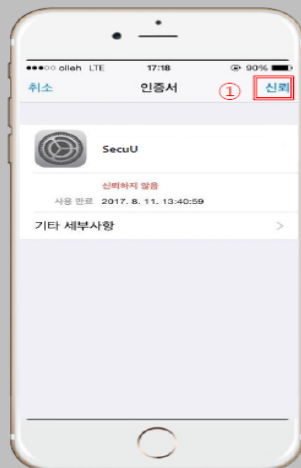 olleh LTE 17:18 90%
취소 인증서 ① 신뢰
SecuU
신뢰하지 않음
사용 만료 2017. 8. 11. 13:40:59
기타 세부사항